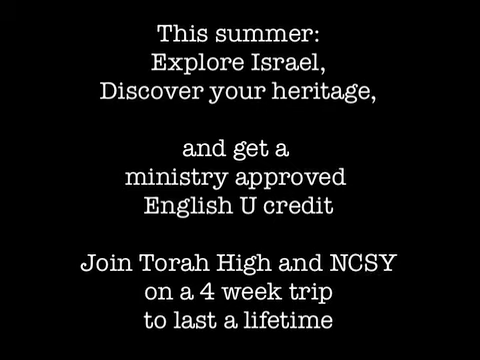 This summer:
Explore Israel,
Discover your heritage,
and get a
ministry approved
English U credit
Join Torah High and NCSY
on a 4 week trip
to last a lifetime